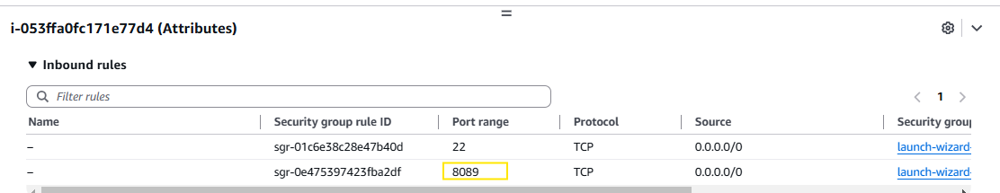 i-053ffa0fc171e77d4 (Attributes)
Inbound rules
Filter rules
1
Name Security group rule ID Port range Protocol Source Security group
– sgr-01c6e38c28e47b40d 22 TCP 0.0.0.0/0 launch-wizard-
– sgr-0e475397423fba2df 8089 TCP 0.0.0.0/0 launch-wizard-